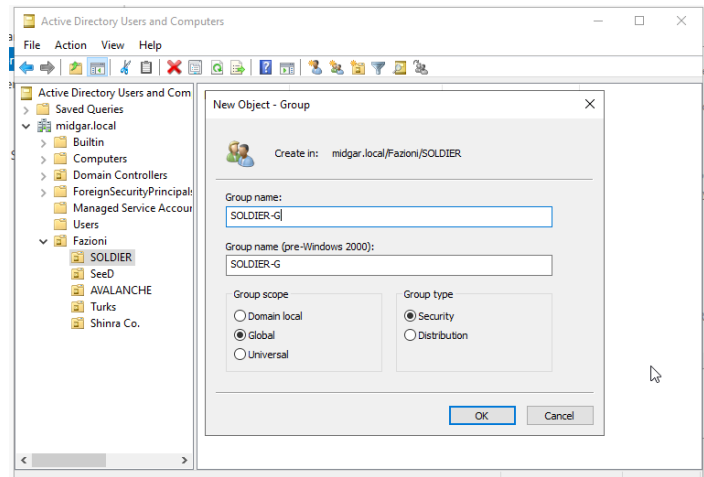 Active Directory Users and Computers
File Action View Help
Active Directory Users and Com
Saved Queries
midgar.local
Builtin
Computers
Domain Controllers
ForeignSecurityPrincipals
Managed Service Accour
Users
Fazioni
SOLDIER
SeeD
AVALANCHE
Turks
Shinra Co.
New Object - Group
Create in: midgar.local/Fazioni/SOLDIER
Group name:
SOLDIER-G
Group name (pre-Windows 2000):
SOLDIER-G
Group scope
Domain local
Global
Universal
Group type
Security
Distribution
OK Cancel